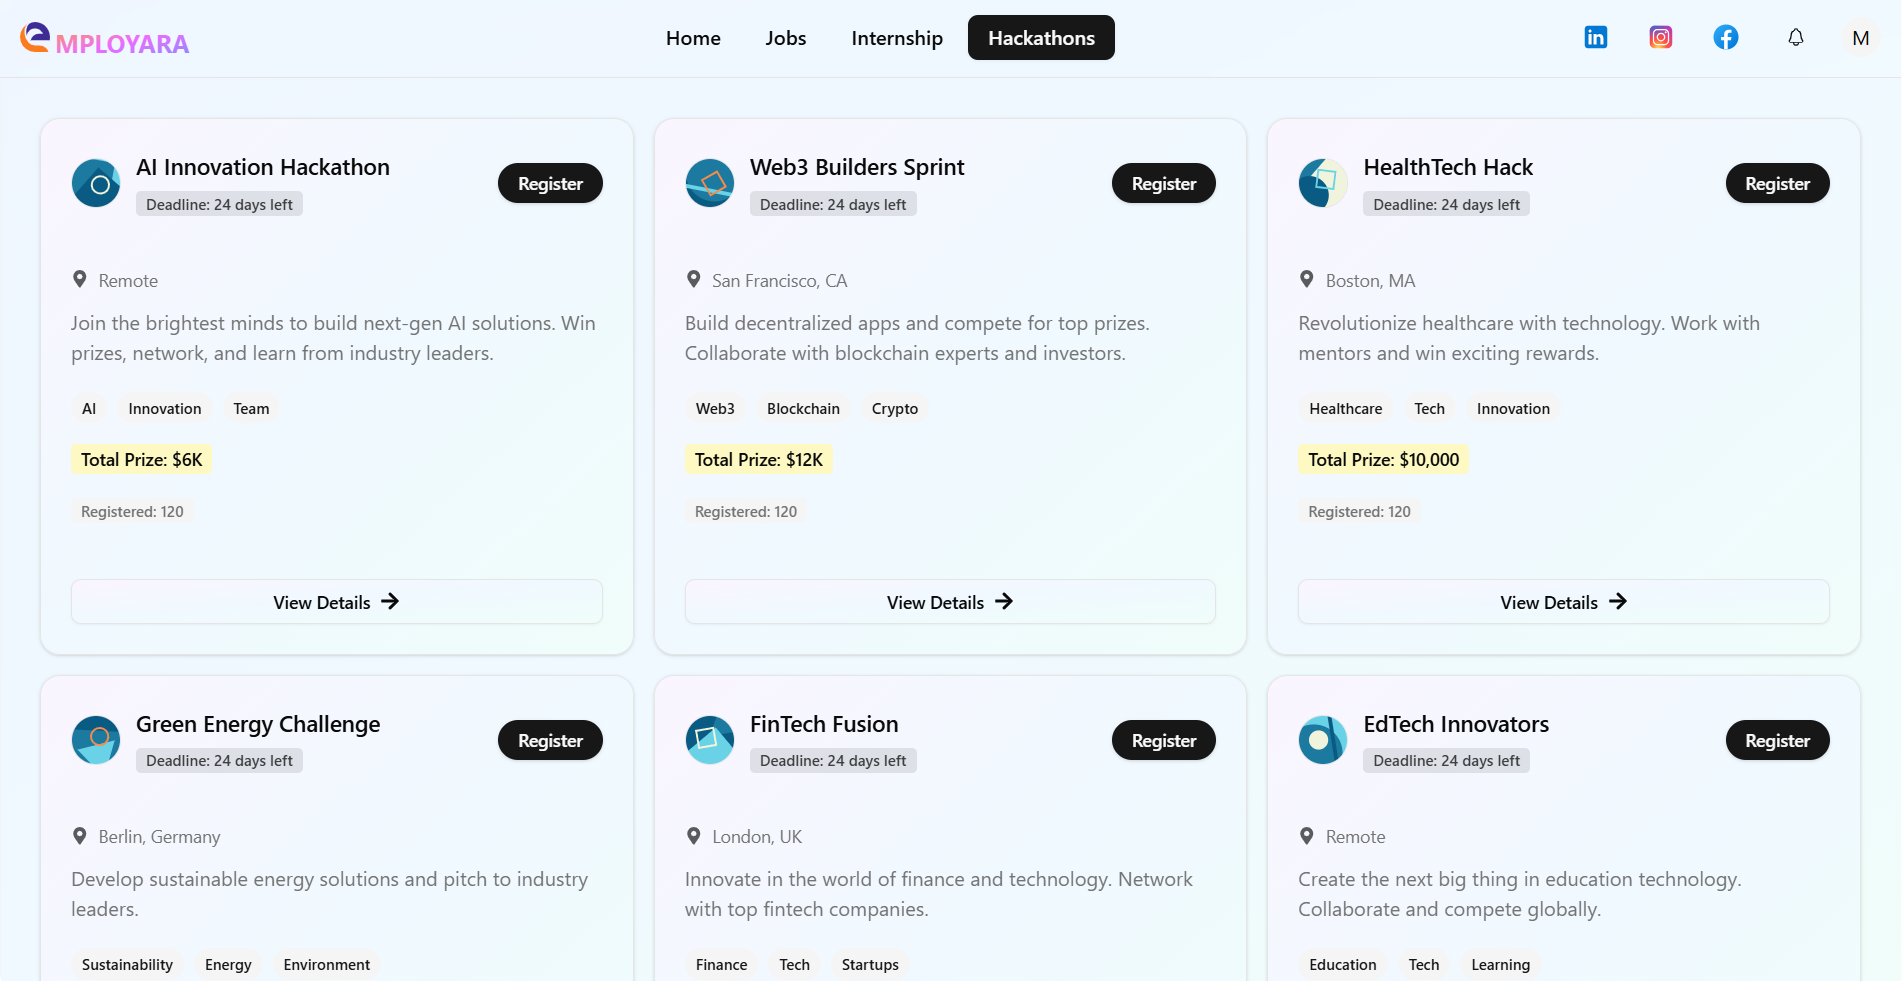 MPLOYARA
Home Jobs Internship Hackathons
M
AI Innovation Hackathon
Deadline: 24 days left
Register
Remote
Join the brightest minds to build next-gen AI solutions. Win
prizes, network, and learn from industry leaders.
AI Innovation Team
Total Prize: $6K
Registered: 120
View Details
Web3 Builders Sprint
Deadline: 24 days left
Register
San Francisco, CA
Build decentralized apps and compete for top prizes.
Collaborate with blockchain experts and investors.
Web3 Blockchain Crypto
Total Prize: $12K
Registered: 120
View Details
HealthTech Hack
Deadline: 24 days left
Register
Boston, MA
Revolutionize healthcare with technology. Work with
mentors and win exciting rewards.
Healthcare Tech Innovation
Total Prize: $10,000
Registered: 120
View Details
Green Energy Challenge
Deadline: 24 days left
Register
Berlin, Germany
Develop sustainable energy solutions and pitch to industry
leaders.
Sustainability Energy Environment
FinTech Fusion
Deadline: 24 days left
Register
London, UK
Innovate in the world of finance and technology. Network
with top fintech companies.
Finance Tech Startups
EdTech Innovators
Deadline: 24 days left
Register
Remote
Create the next big thing in education technology.
Collaborate and compete globally.
Education Tech Learning